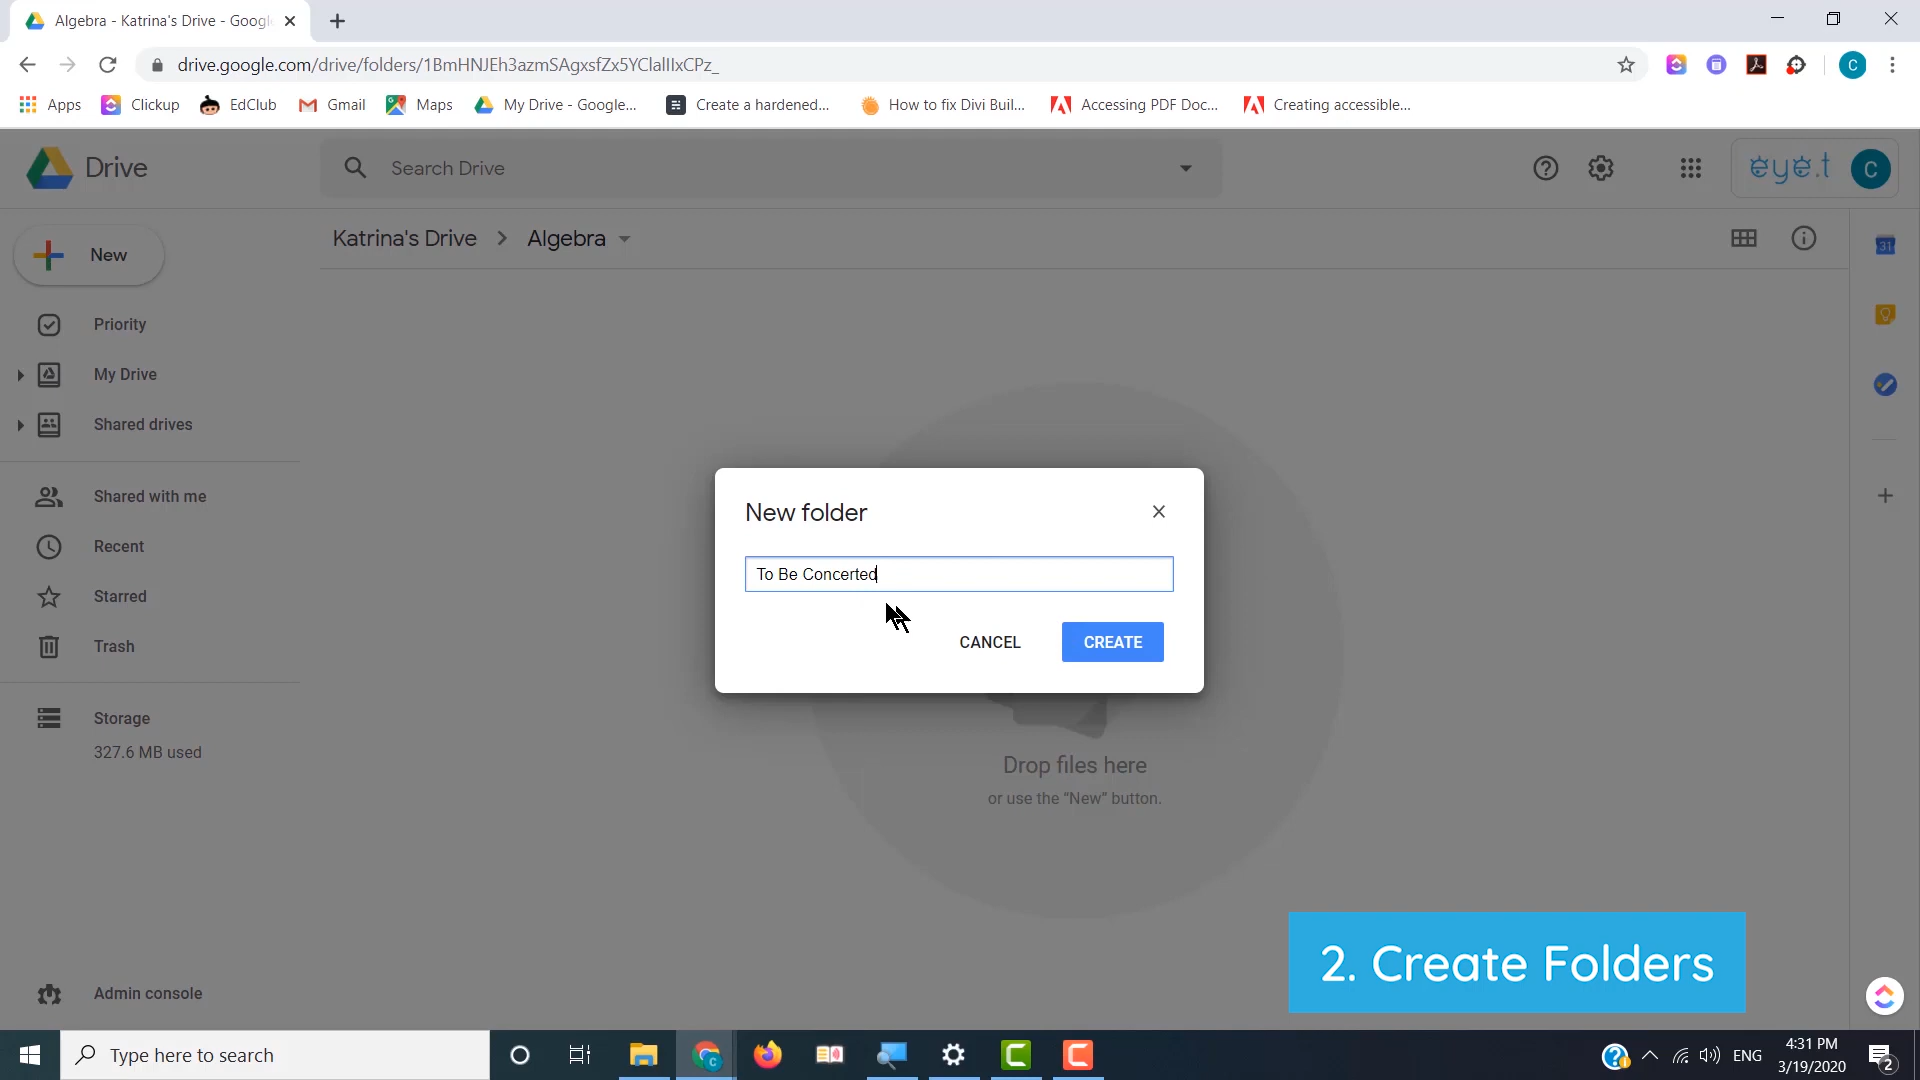 Algebra - Katrina's Drive - Googl
drive.google.com/drive/folders/1BmHNJEh3azmSAgxsfZx5YClalIIxCPz_
C
Apps
Clickup
EdClub
Gmail
Maps
My Drive - Google...
Create a hardened...
How to fix Divi Buil...
Accessing PDF Doc...
Creating accessible...
Drive
Search Drive
eye.t
C
Katrina's Drive
Algebra
New
31
Priority
My Drive
Shared drives
Shared with me
Recent
Starred
Trash
Storage
327.6 MB used
New folder
To Be Concerted
CANCEL
CREATE
Drop files here
or use the “New” button.
2. Create Folders
Admin console
Type here to search
ENG
4:31 PM
3/19/2020
2